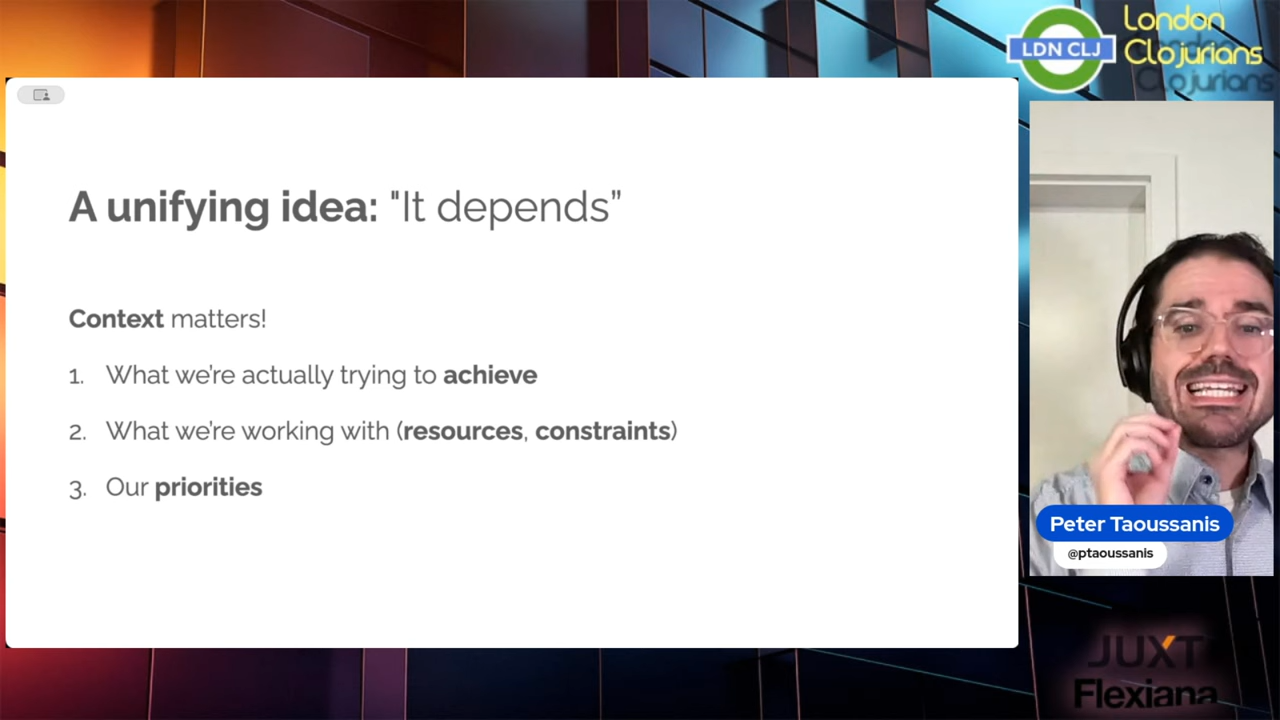 A unifying idea: "It depends”
Context matters!
1. What we’re actually trying to achieve
2. What we’re working with (resources, constraints)
3. Our priorities
LDN CLJ
London
Clojurians
Clojurians
Peter Taoussanis
@ptaoussanis
JUXT
Flexiana